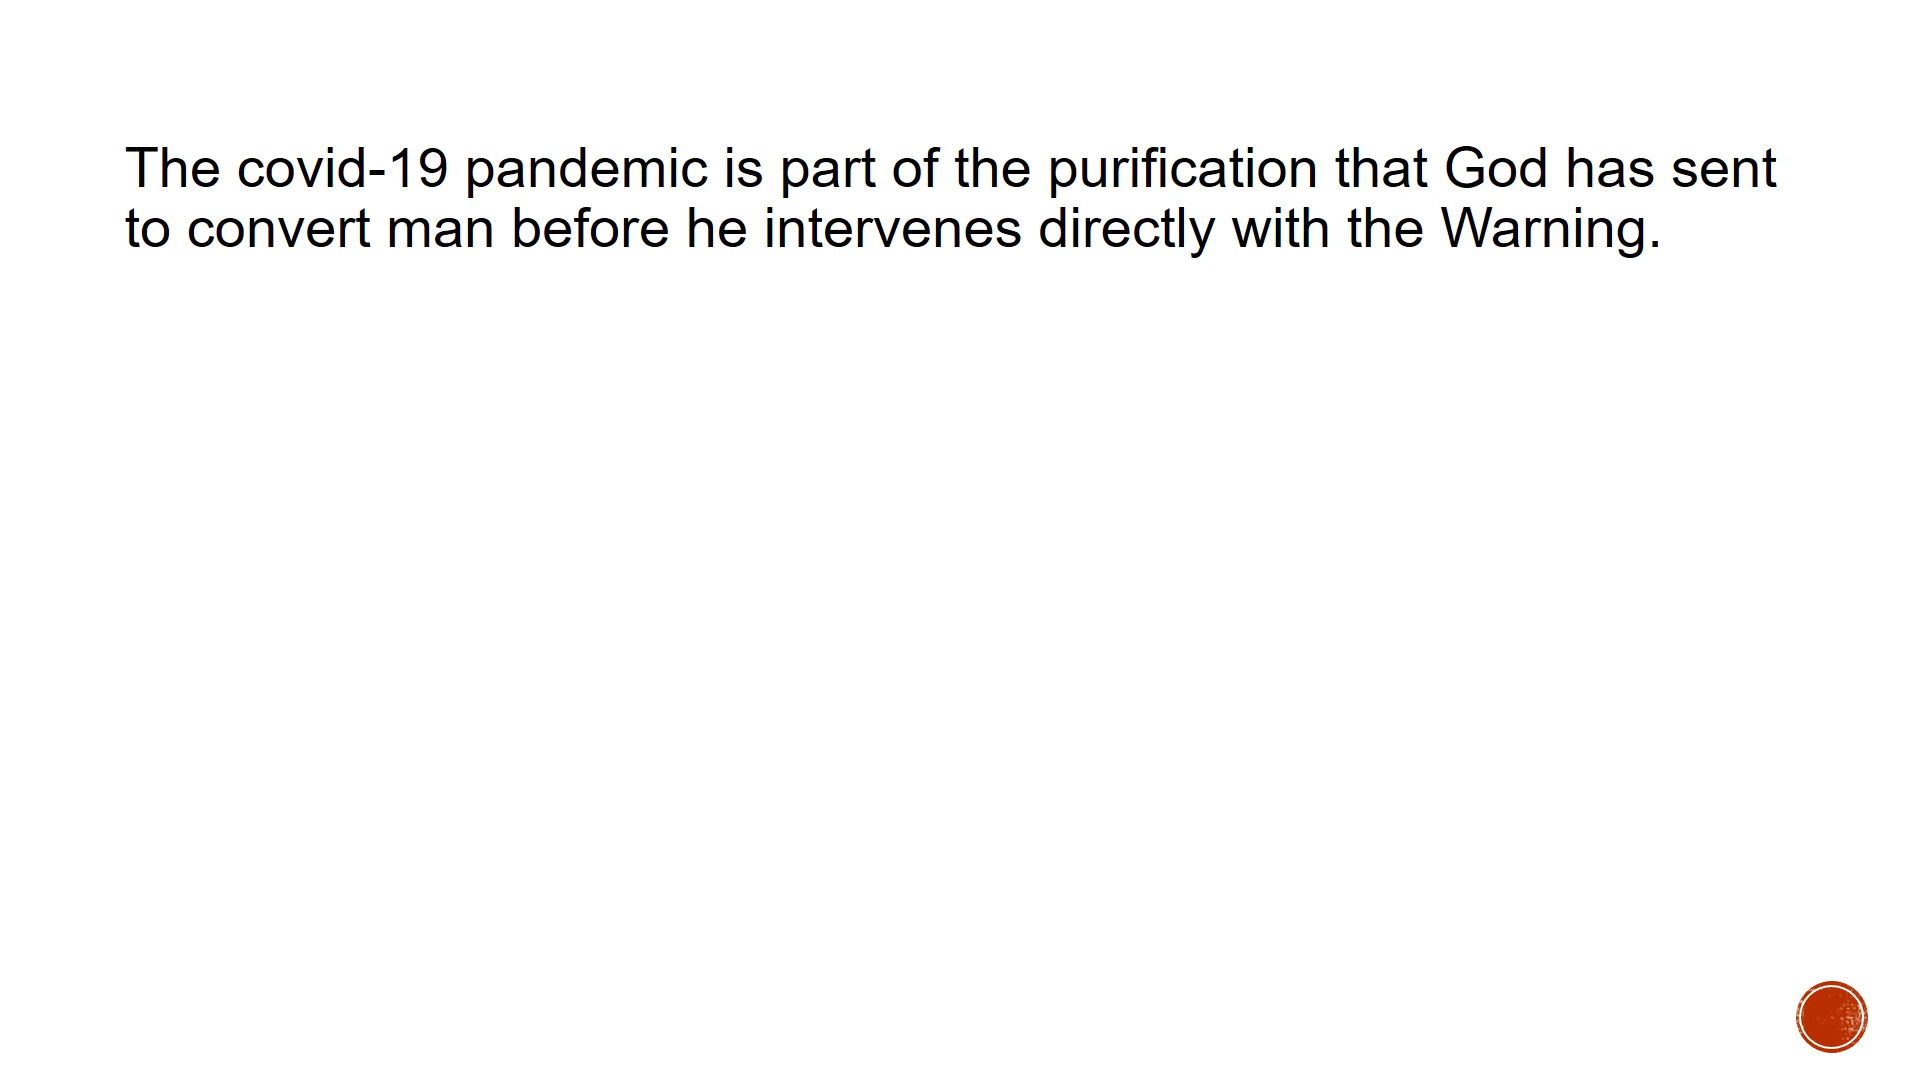 The covid-19 pandemic is part of the purification that God has sent
to convert man before he intervenes directly with the Warning.